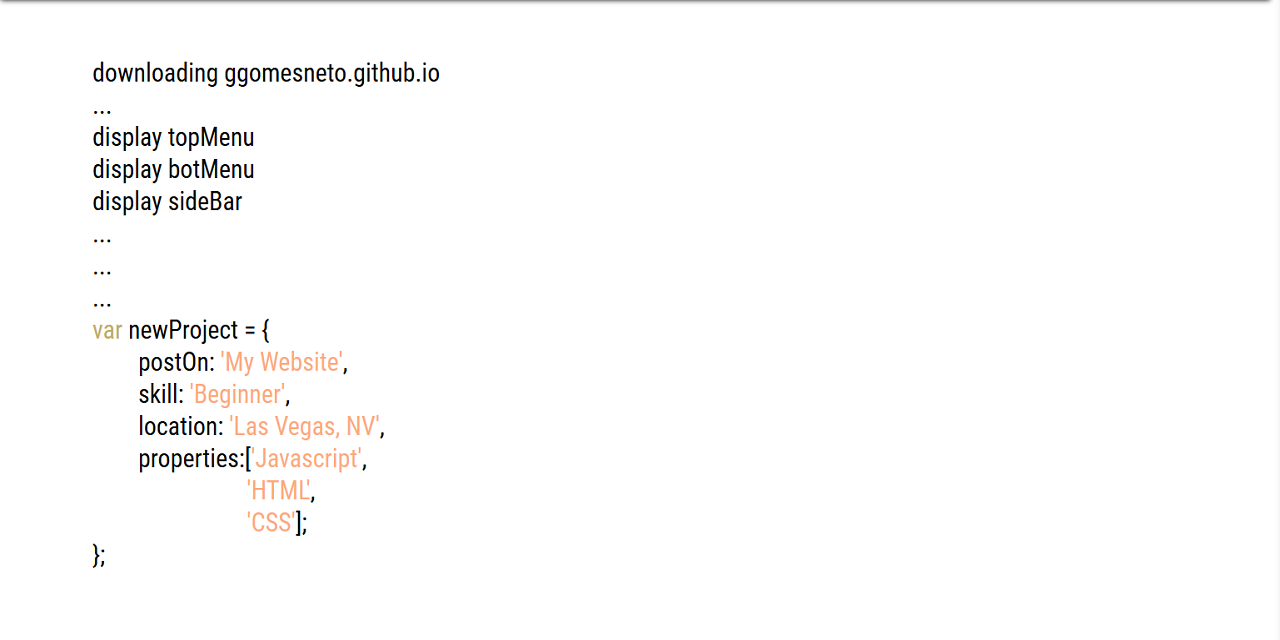 downloading ggomesneto.github.io
...
display topMenu
display botMenu
display sideBar
...
...
...
var newProject = {
postOn: 'My Website',
skill: 'Beginner',
location: 'Las Vegas, NV',
properties:['Javascript',
'HTML',
'CSS'];
};